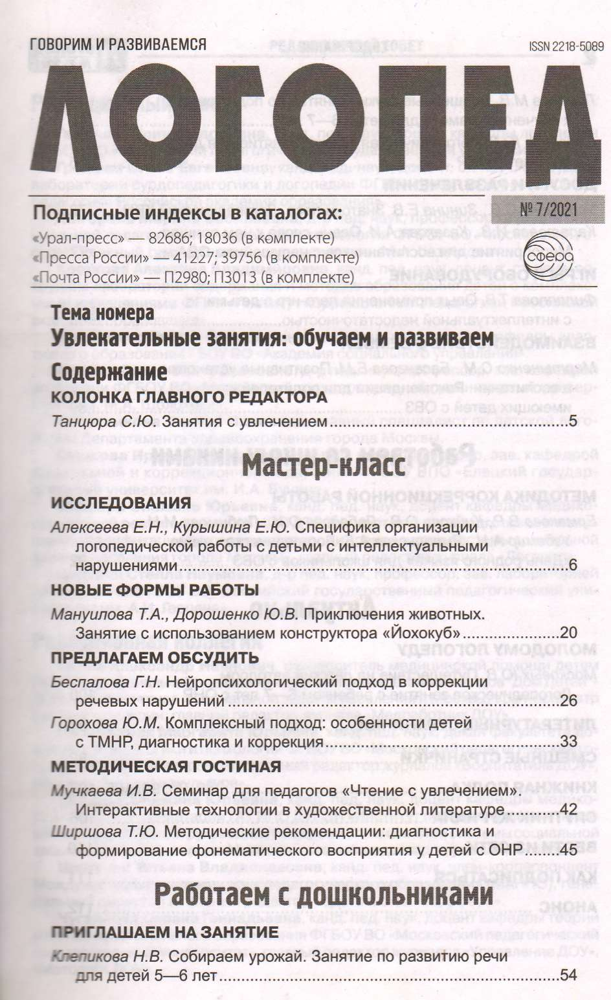 ГОВОРИМ И РАЗВИВАЕМСЯ
ISSN 2218-5089
ЛОГОПЕД
Подписные индексы в каталогах:
№ 7/2021
«Урал-пресс» — 82686; 18036 (в комплекте)
«Пресса России» — 41227; 39756 (в комплекте)
сфера
«Почта России» — П2980; П3013 (в комплекте)
Тема номера
Увлекательные занятия: обучаем и развиваем
Содержание
КОЛОНКА ГЛАВНОГО РЕДАКТОРА
Танцюра С.Ю. Занятия с увлечением.....5
Мастер-класс
ИССЛЕДОВАНИЯ
Алексеева Е.Н., Курышина Е.Ю. Специфика организации
логопедической работы с детьми с интеллектуальными
нарушениями.....6
НОВЫЕ ФОРМЫ РАБОТЫ
Мануилова Т.А., Дорошенко Ю.В. Приключения животных.
Занятие с использованием конструктора «Йохокуб».....20
ПРЕДЛАГАЕМ ОБСУДИТЬ
Беспалова Г.Н. Нейропсихологический подход в коррекции
речевых нарушений.....26
Горохова Ю.М. Комплексный подход: особенности детей
с ТМНР, диагностика и коррекция.....33
МЕТОДИЧЕСКАЯ ГОСТИНАЯ
Мучкаева И.В. Семинар для педагогов «Чтение с увлечением».
Интерактивные технологии в художественной литературе.....42
Ширшова Т.Ю. Методические рекомендации: диагностика и
формирование фонематического восприятия у детей с ОНР.....45
Работаем с дошкольниками
ПРИГЛАШАЕМ НА ЗАНЯТИЕ
Клепикова Н.В. Собираем урожай. Занятие по развитию речи
для детей 5—6 лет.....54